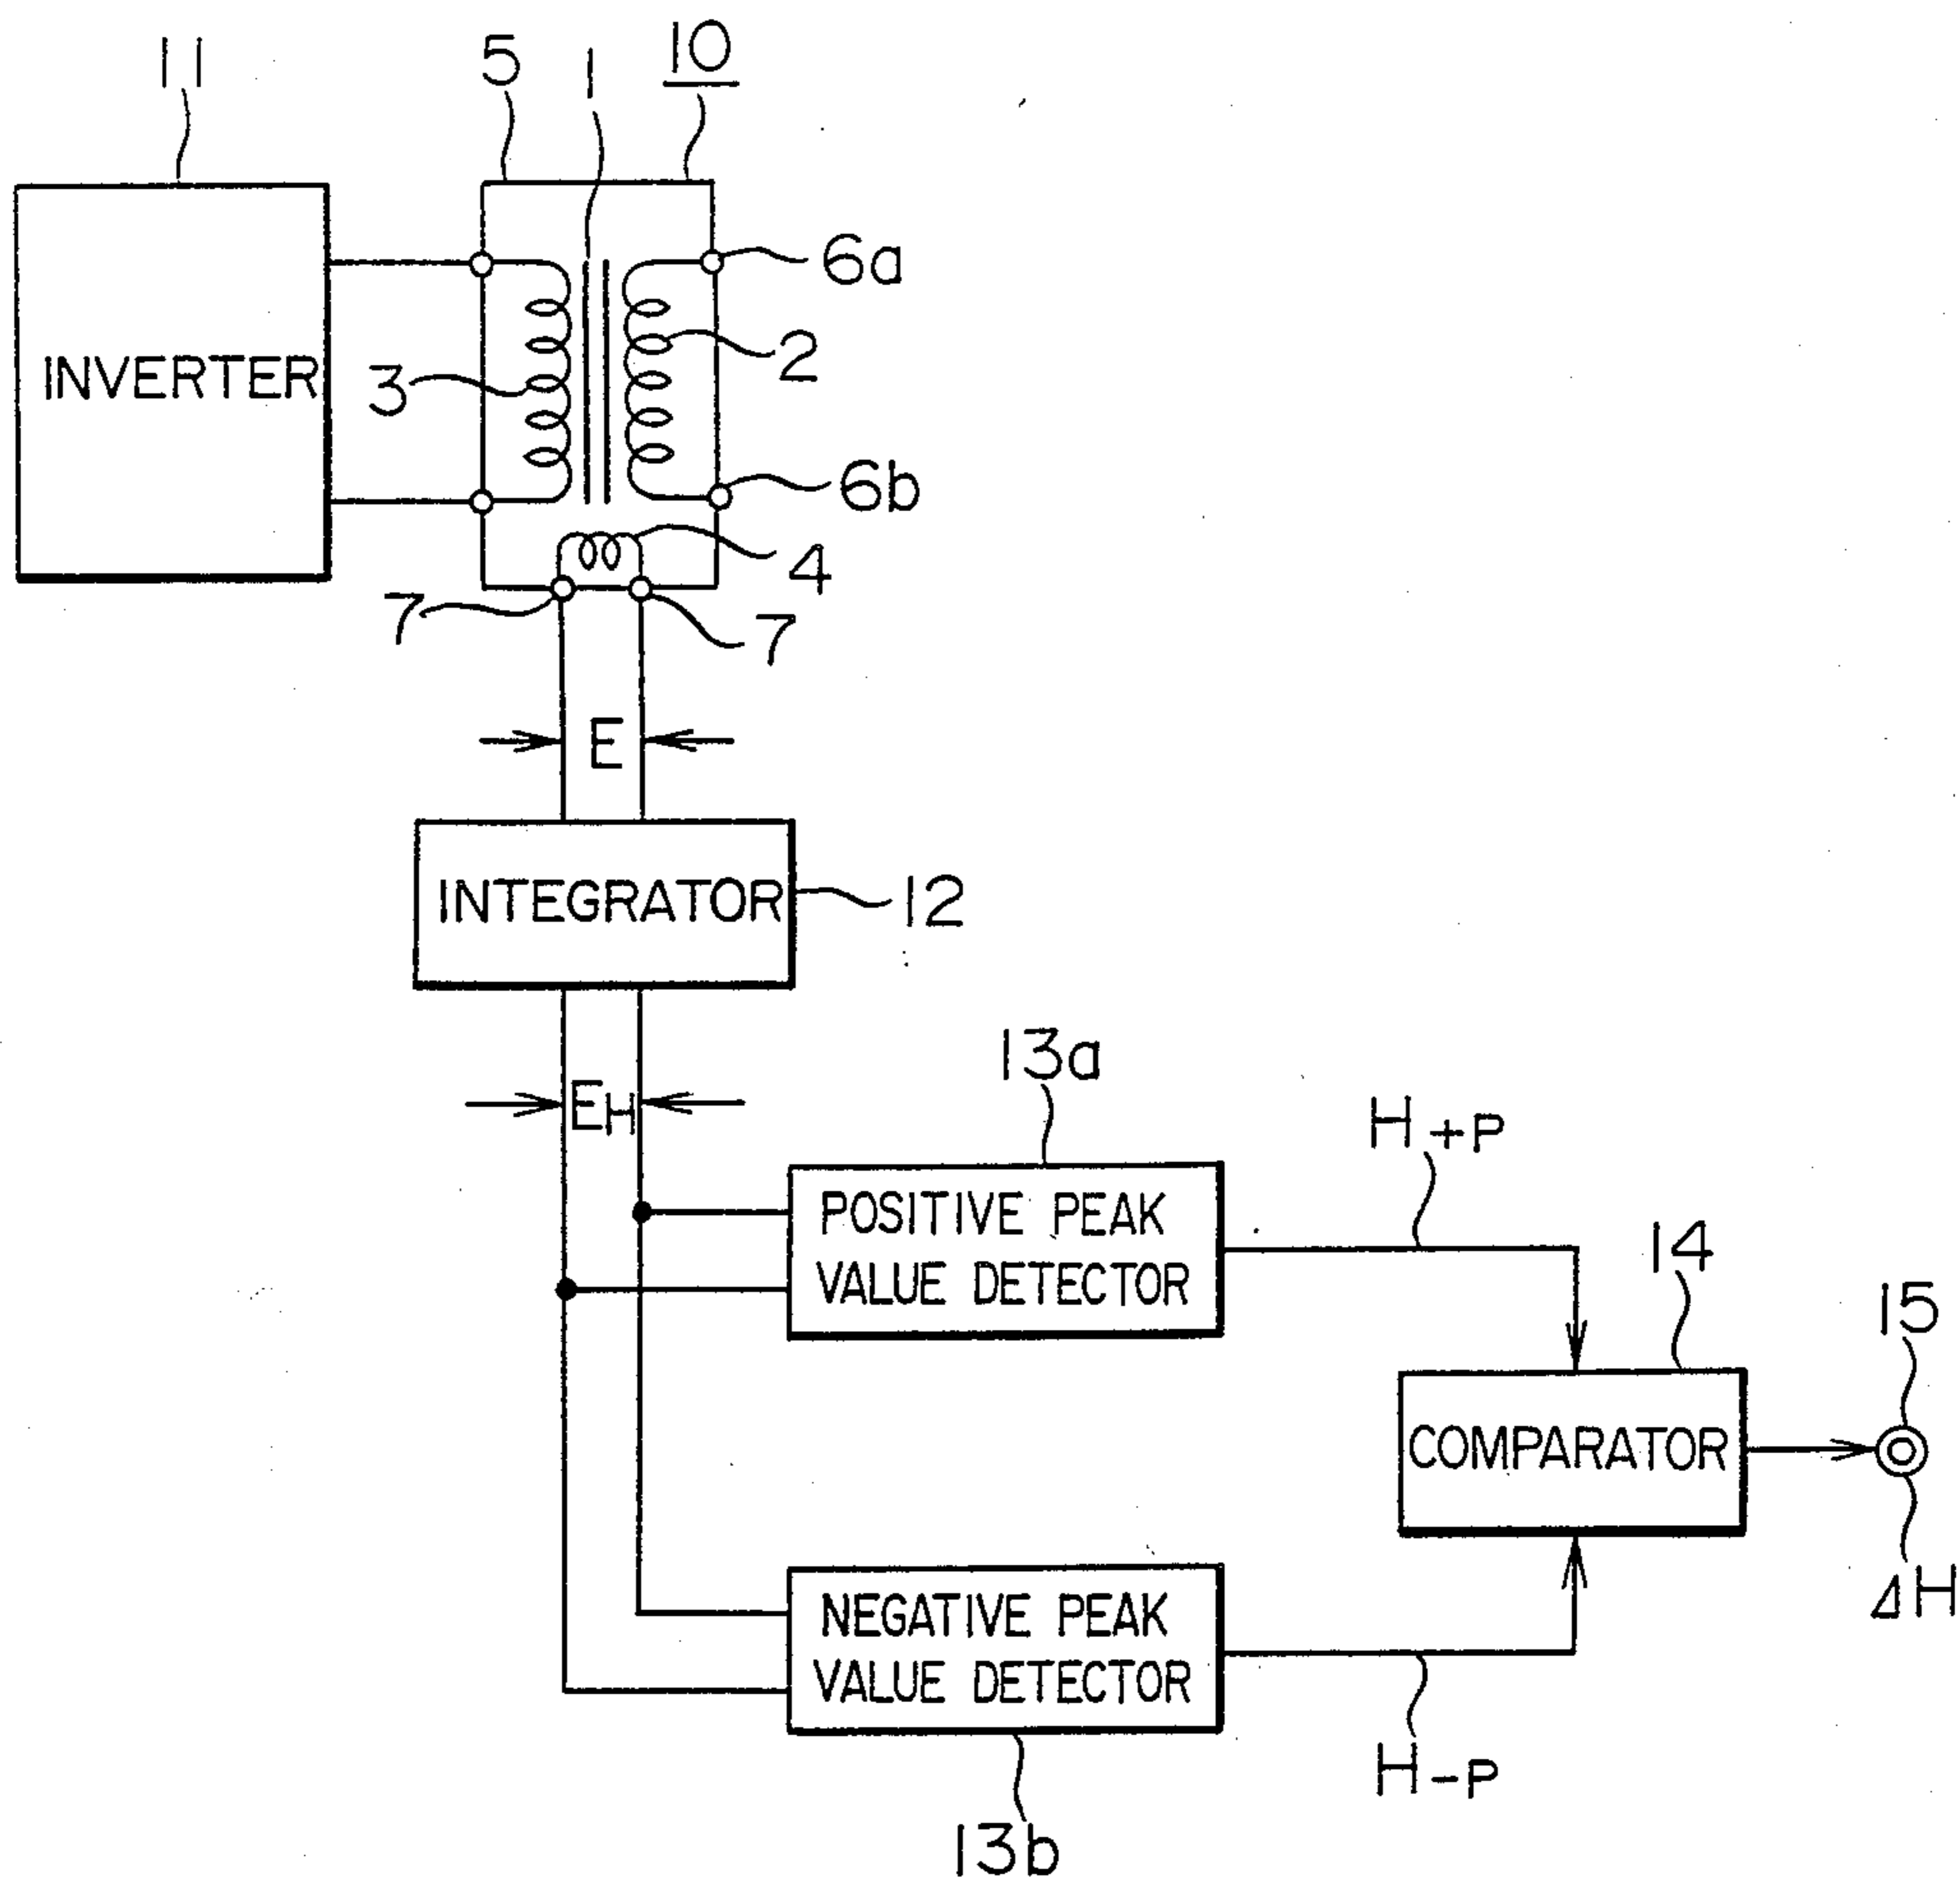 11
5
1
10
6a
INVERTER
3
2
6b
4
7
7
E
INTEGRATOR
12
13a
EH
H+P
POSITIVE PEAK
VALUE DETECTOR
14
15
COMPARATOR
ΔH
NEGATIVE PEAK
VALUE DETECTOR
H-P
13b